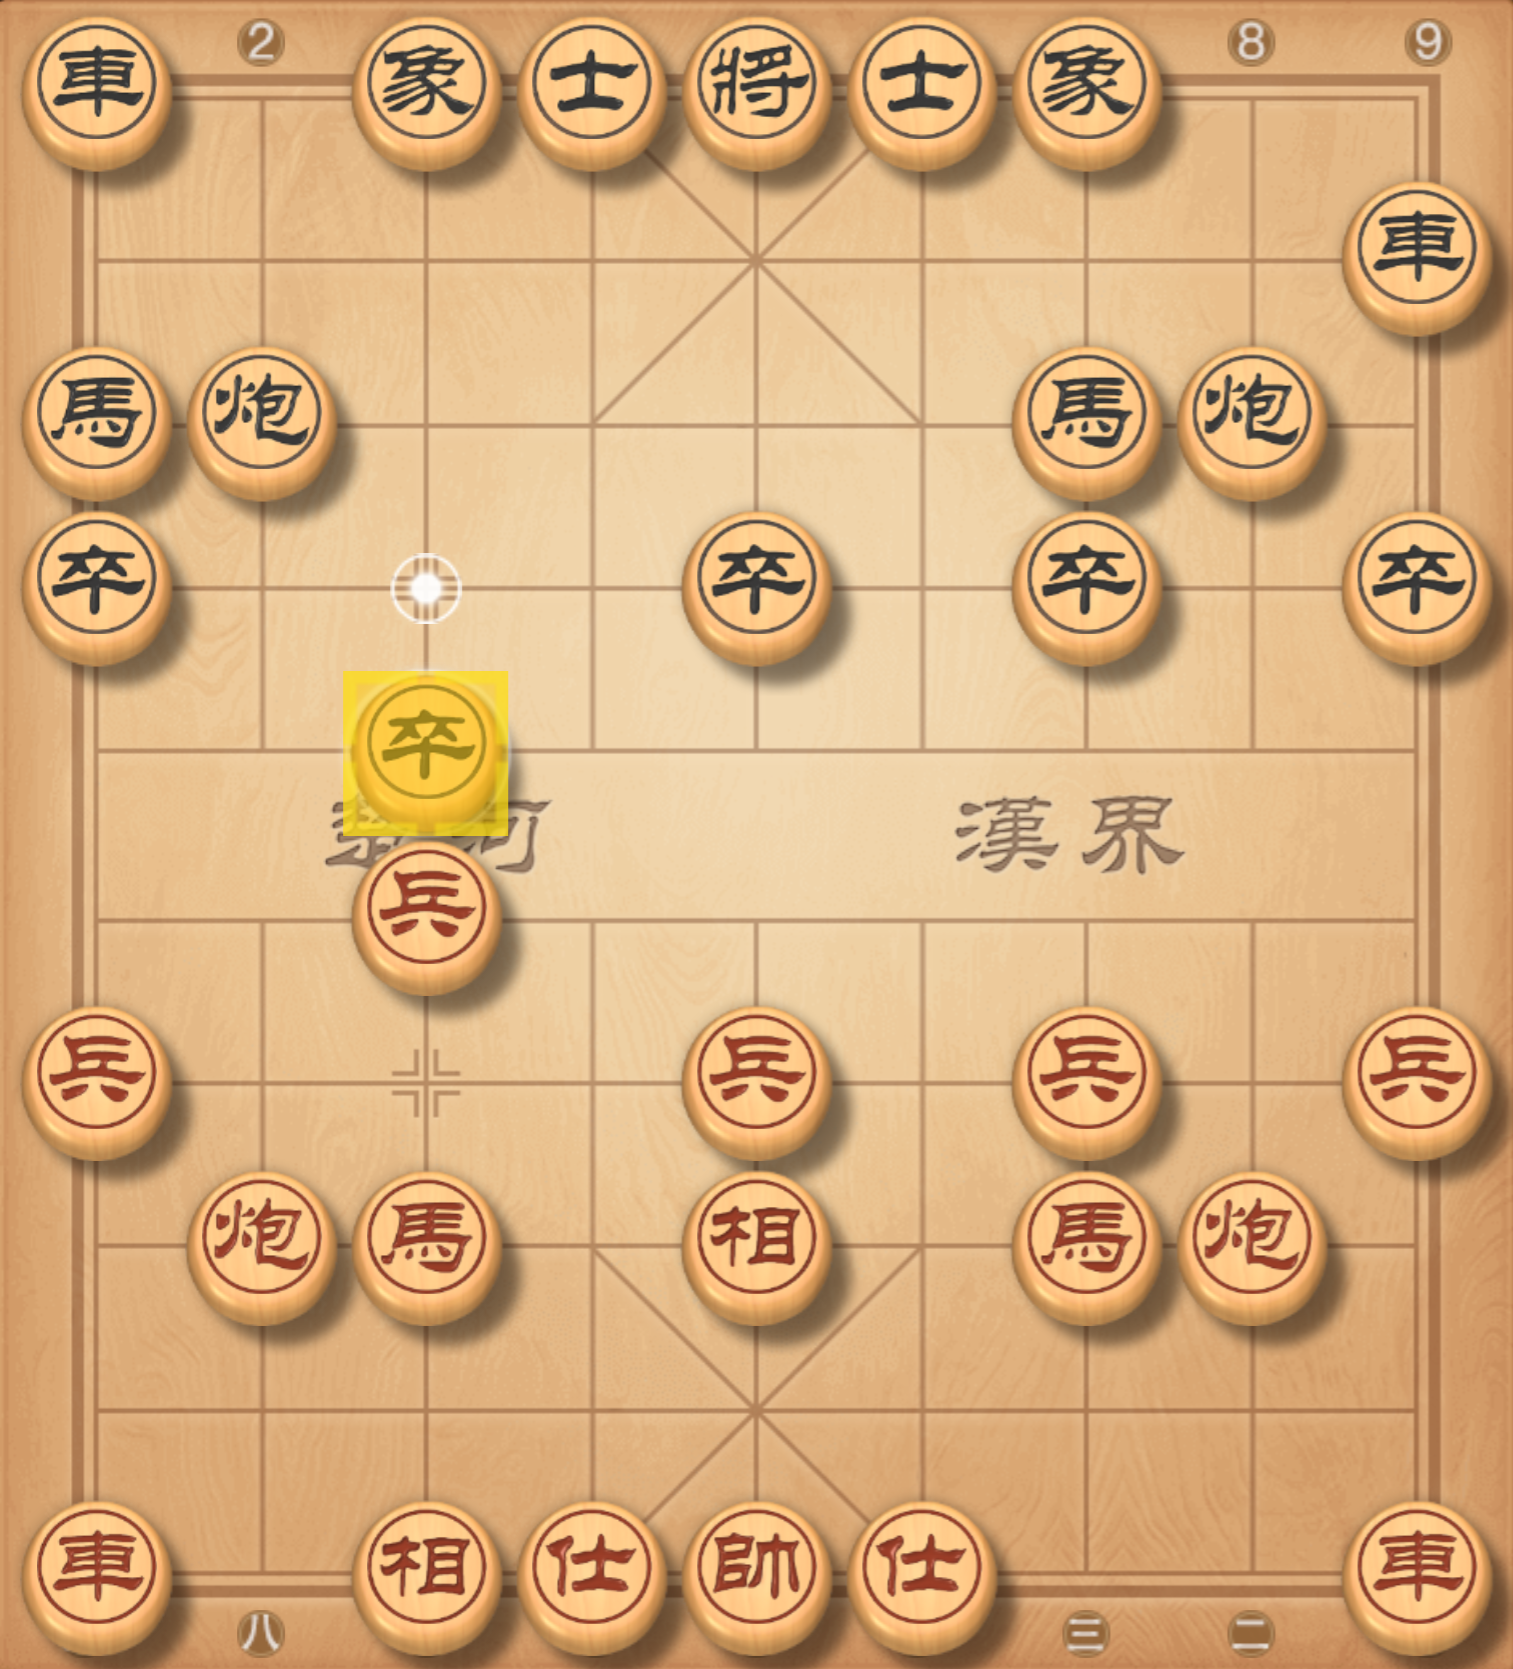 2 8 9
車 象 士 將 士 象
車
馬 炮 馬 炮
卒 卒 卒 卒
卒
漢界
兵
兵 兵 兵 兵
炮 馬 相 馬 炮
車 相 仕 帥 仕 車
八 三 二